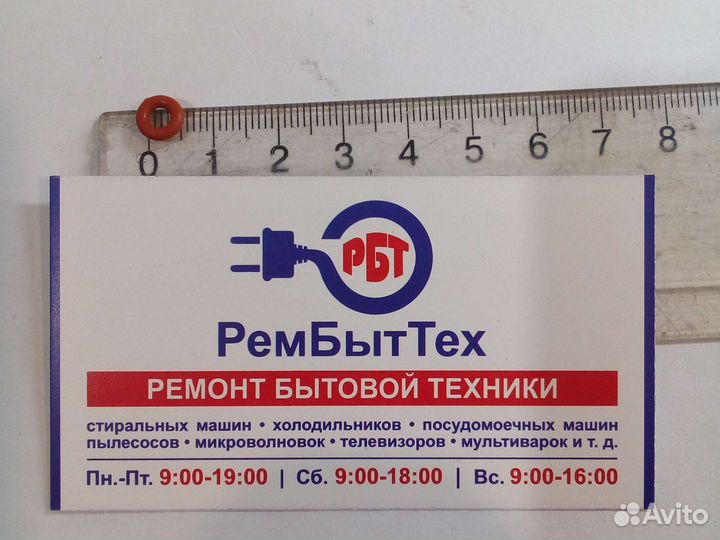 0 1 2 3 4 5 6 7 8
РБТ
РемБытТех
РЕМОНТ БЫТОВОЙ ТЕХНИКИ
стиральных машин • холодильников • посудомоечных машин
пылесосов • микроволновок • телевизоров • мультиварок и т. д.
Пн.-Пт. 9:00-19:00 | Сб. 9:00-18:00 | Вс. 9:00-16:00
Avito